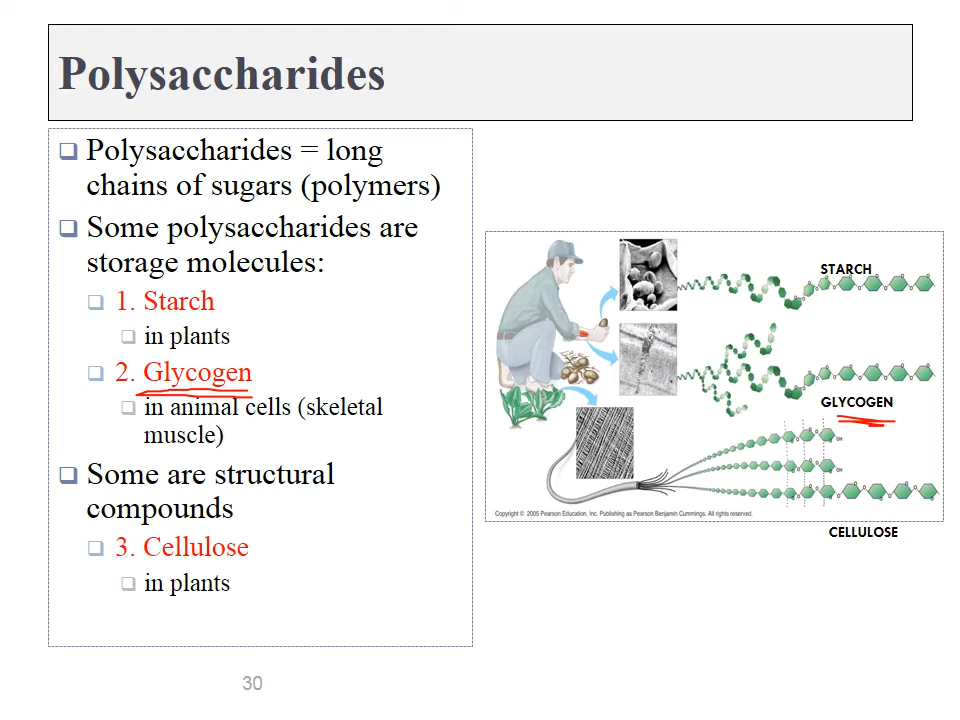 Polysaccharides
Polysaccharides = long
chains of sugars (polymers)
Some polysaccharides are
storage molecules:
1. Starch
in plants
2. Glycogen
in animal cells (skeletal
muscle)
Some are structural
compounds
3. Cellulose
in plants
STARCH
GLYCOGEN
Copyright © 2005 Pearson Education, Inc. Publishing as Pearson Benjamin Cummings. All rights reserved.
CELLULOSE
30